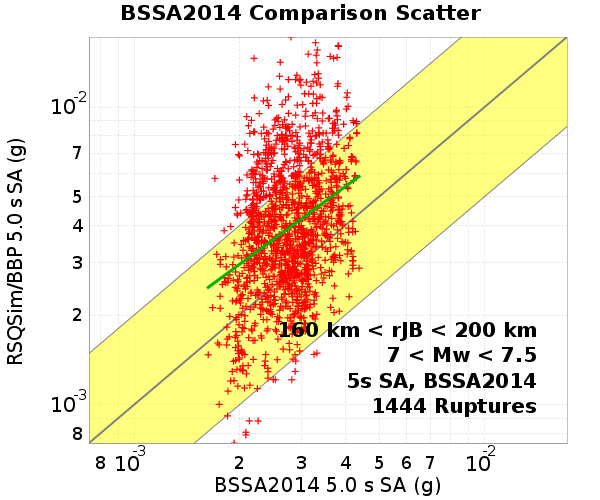 BSSA2014 Comparison Scatter
RSQSim/BBP 5.0 s SA (g)
10-2
7
5
4
3
2
10-3
8
160 km < rJB < 200 km
7 < Mw < 7.5
5s SA, BSSA2014
1444 Ruptures
8 10-3 2 3 4 5 6 7 10-2
BSSA2014 5.0 s SA (g)